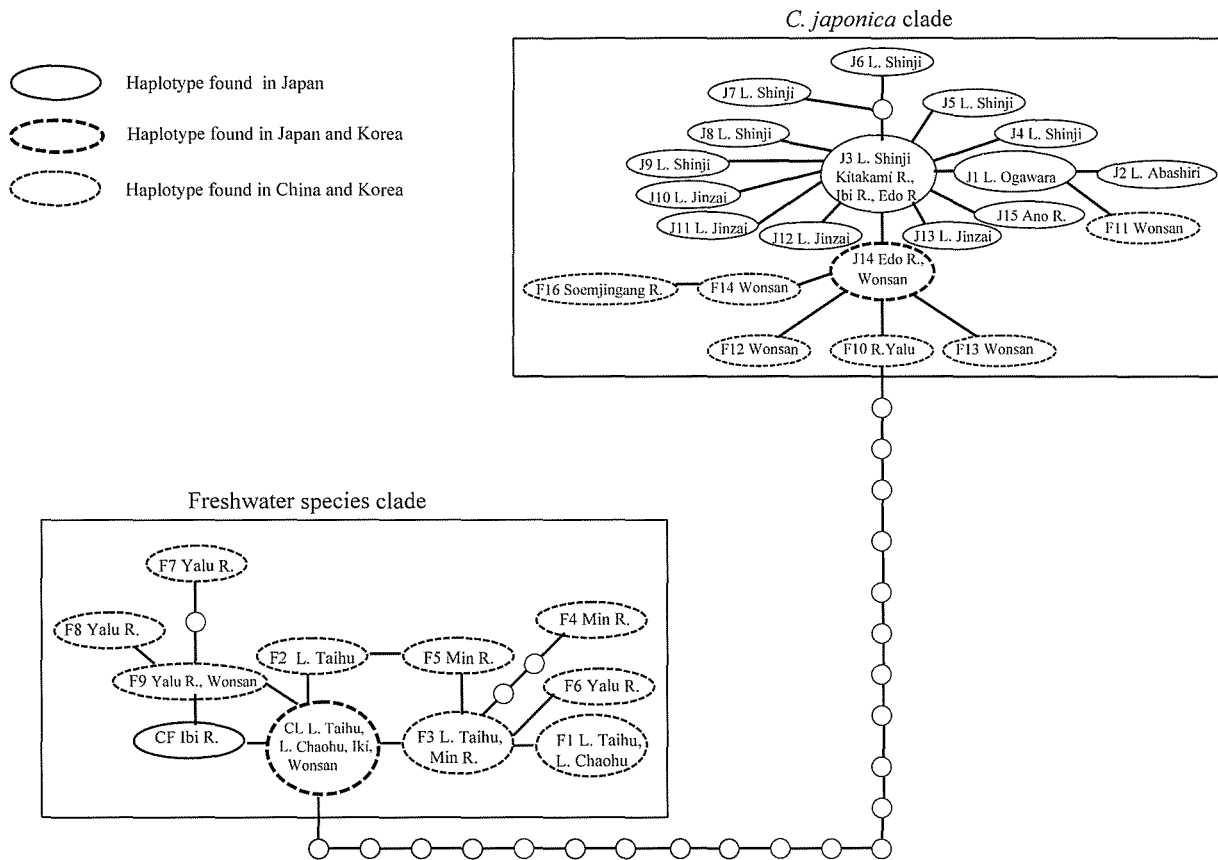 C. japonica clade
Haplotype found in Japan
Haplotype found in Japan and Korea
Haplotype found in China and Korea
J6 L. Shinji
J7 L. Shinji
J5 L. Shinji
J8 L. Shinji
J4 L. Shinji
J9 L. Shinji
J3 L. Shinji
Kitakami R.,
Ibi R., Edo R
J1 L. Ogawara
J2 L. Abashiri
J10 L. Jinzai
J11 L. Jinzai
J12 L. Jinzai
J13 L. Jinzai
J15 Ano R.
F11 Wonsan
J14 Edo R.,
Wonsan
F16 Soemjingang R.
F14 Wonsan
F12 Wonsan
F10 R.Yalu
F13 Wonsan
Freshwater species clade
F7 Yalu R.
F8 Yalu R.
F4 Min R.
F2 L. Taihu
F5 Min R.
F9 Yalu R., Wonsan
F6 Yalu R.
CF Ibi R.
CL L. Taihu,
L. Chaohu, Iki,
Wonsan
F3 L. Taihu,
Min R.
F1 L. Taihu,
L. Chaohu